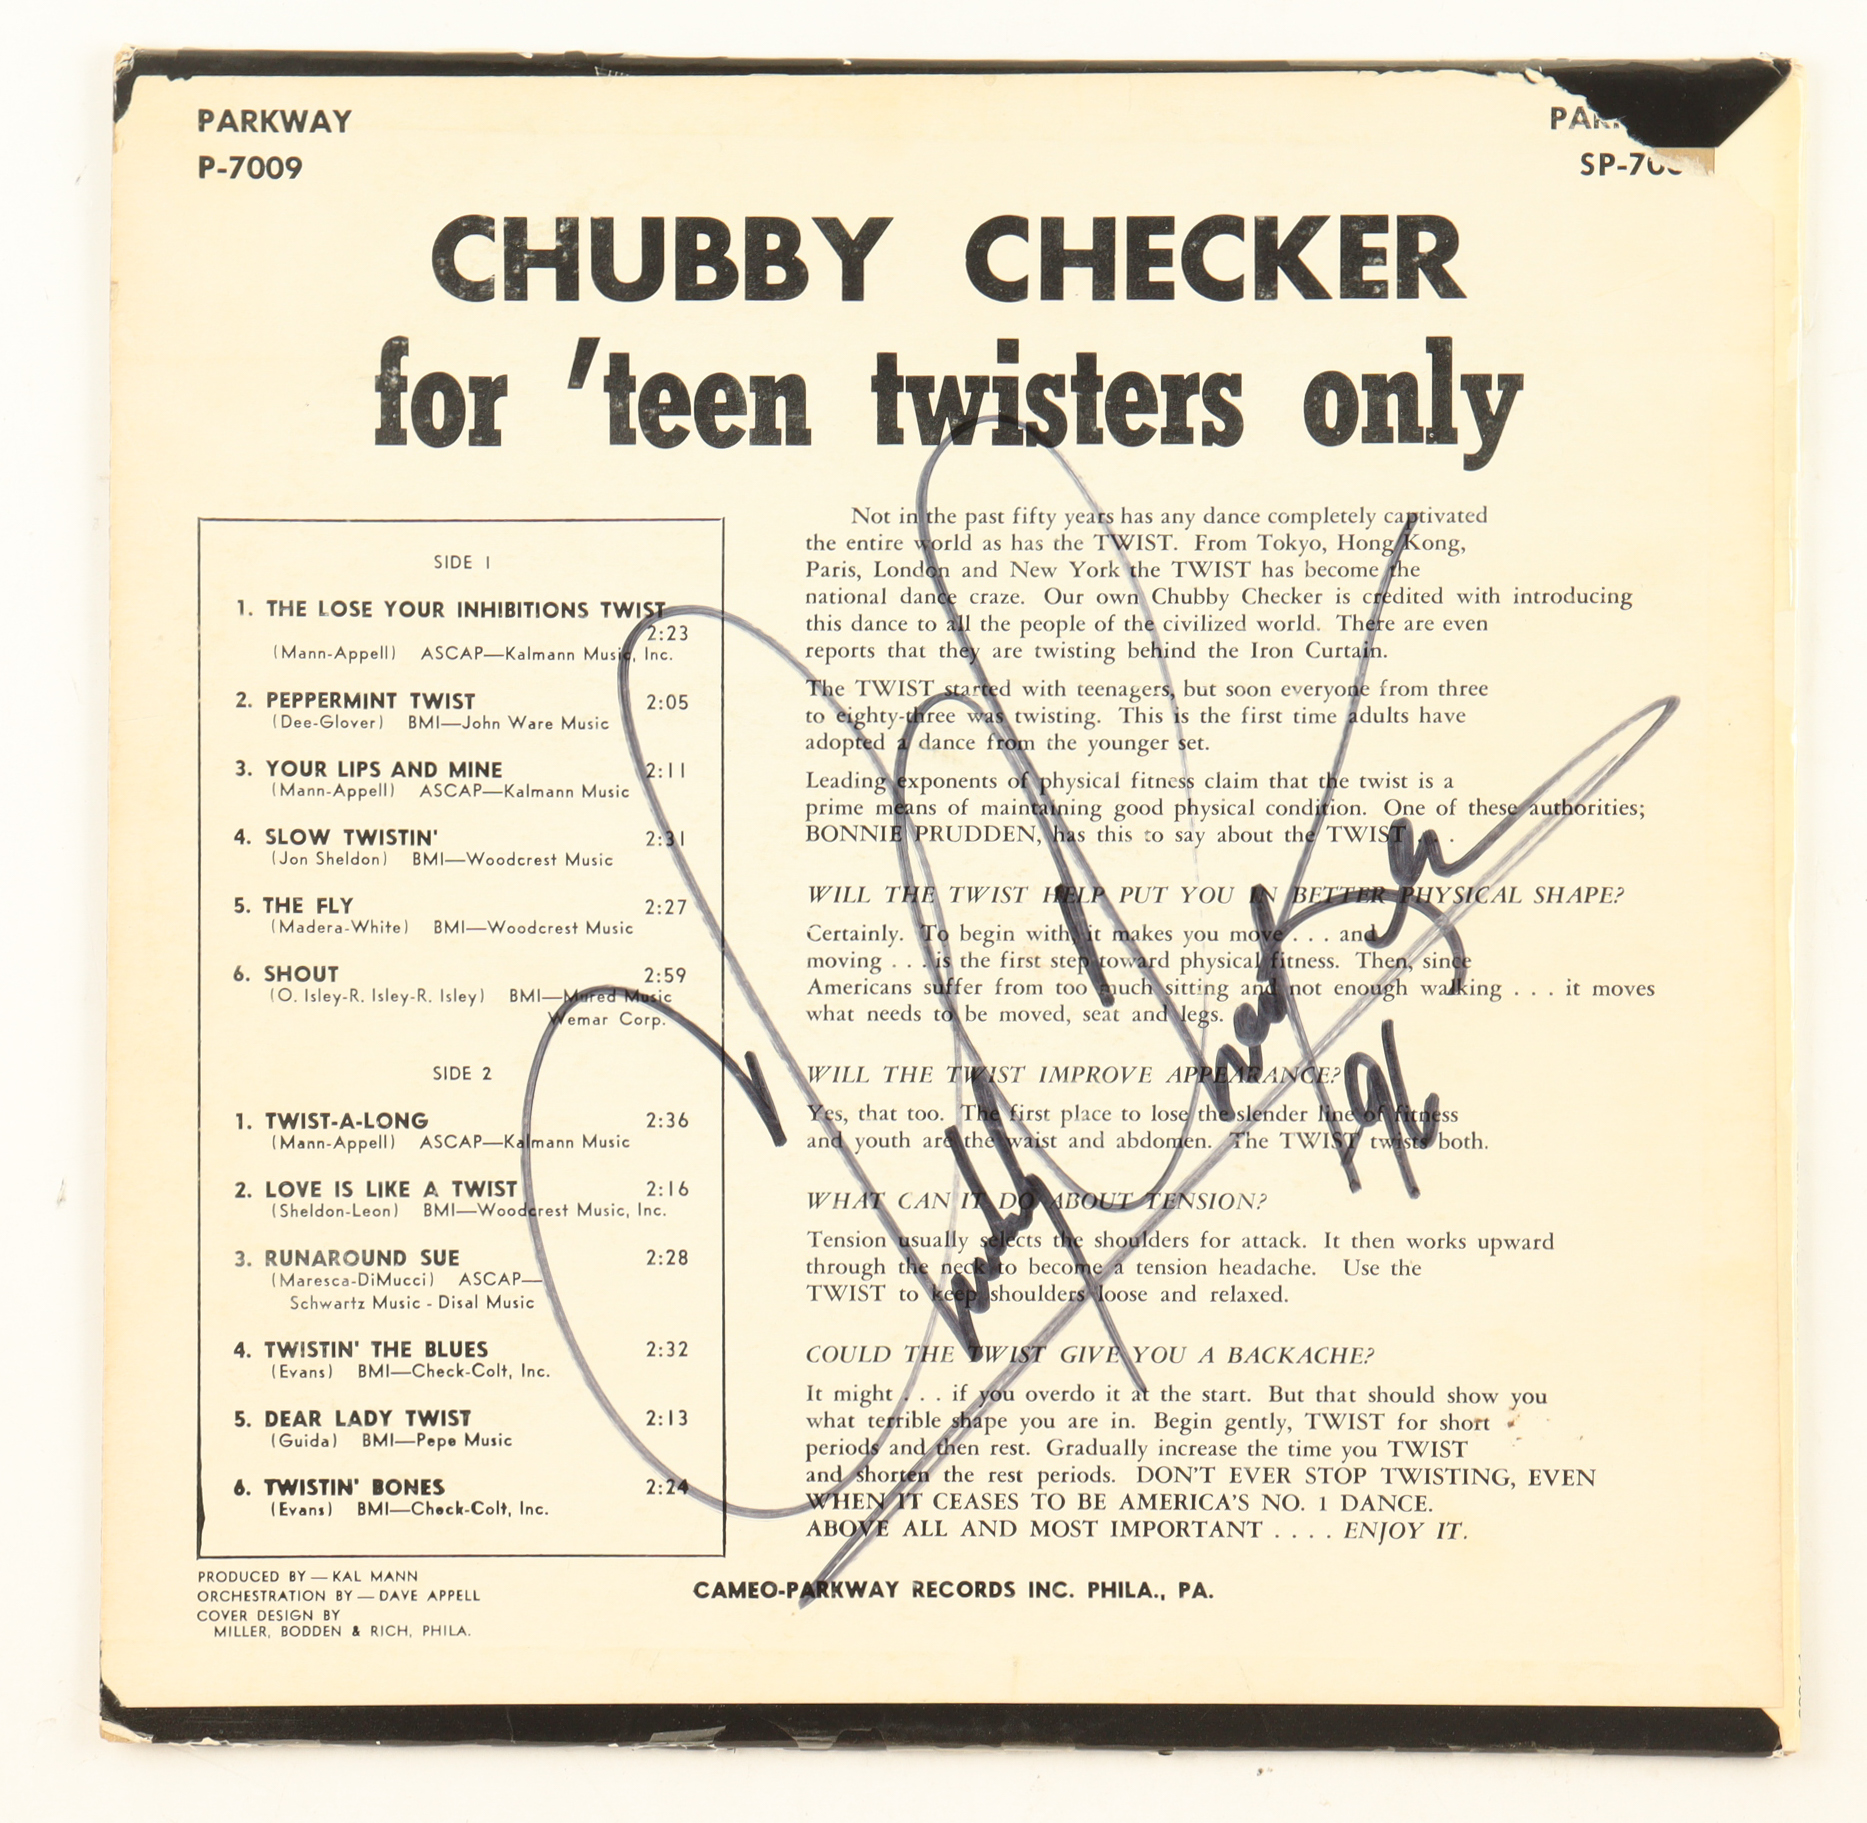 PARKWAY
P-7009
SP-70
CHUBBY CHECKER
for 'teen twisters only
SIDE 1
1. THE LOSE YOUR INHIBITIONS TWIST
2:23
(Mann-Appell) ASCAP—Kalmann Music, Inc.
2. PEPPERMINT TWIST 2:05
(Dee-Glover) BMI—John Ware Music
3. YOUR LIPS AND MINE 2:11
(Mann-Appell) ASCAP—Kalmann Music
4. SLOW TWISTIN' 2:31
(Jon Sheldon) BMI—Woodcrest Music
5. THE FLY 2:27
(Madera-White) BMI—Woodcrest Music
6. SHOUT 2:59
(O. Isley-R. Isley-R. Isley) BMI—Mured Music
Wemar Corp.
SIDE 2
1. TWIST-A-LONG 2:36
(Mann-Appell) ASCAP—Kalmann Music
2. LOVE IS LIKE A TWIST 2:16
(Sheldon-Leon) BMI—Woodcrest Music, Inc.
3. RUNAROUND SUE 2:28
(Maresca-DiMucci) ASCAP—
Schwartz Music - Disal Music
4. TWISTIN' THE BLUES 2:32
(Evans) BMI—Check-Colt, Inc.
5. DEAR LADY TWIST 2:13
(Guida) BMI—Pepe Music
6. TWISTIN' BONES 2:24
(Evans) BMI—Check-Colt, Inc.
PRODUCED BY — KAL MANN
ORCHESTRATION BY — DAVE APPELL
COVER DESIGN BY
MILLER, BODDEN & RICH, PHILA.
Not in the past fifty years has any dance completely captivated
the entire world as has the TWIST. From Tokyo, Hong Kong,
Paris, London and New York the TWIST has become the
national dance craze. Our own Chubby Checker is credited with introducing
this dance to all the people of the civilized world. There are even
reports that they are twisting behind the Iron Curtain.
The TWIST started with teenagers, but soon everyone from three
to eighty-three was twisting. This is the first time adults have
adopted a dance from the younger set.
Leading exponents of physical fitness claim that the twist is a
prime means of maintaining good physical condition. One of these authorities;
BONNIE PRUDDEN, has this to say about the TWIST . . .
WILL THE TWIST HELP PUT YOU IN BETTER PHYSICAL SHAPE?
Certainly. To begin with, it makes you move . . . and
moving . . . is the first step toward physical fitness. Then, since
Americans suffer from too much sitting and not enough walking . . . it moves
what needs to be moved, seat and legs.
WILL THE TWIST IMPROVE APPEARANCE?
Yes, that too. The first place to lose the slender line of fitness
and youth are the waist and abdomen. The TWIST twists both.
WHAT CAN IT DO ABOUT TENSION?
Tension usually selects the shoulders for attack. It then works upward
through the neck to become a tension headache. Use the
TWIST to keep shoulders loose and relaxed.
COULD THE TWIST GIVE YOU A BACKACHE?
It might . . . if you overdo it at the start. But that should show you
what terrible shape you are in. Begin gently, TWIST for short
periods and then rest. Gradually increase the time you TWIST
and shorten the rest periods. DON'T EVER STOP TWISTING, EVEN
WHEN IT CEASES TO BE AMERICA'S NO. 1 DANCE.
ABOVE ALL AND MOST IMPORTANT . . . . ENJOY IT.
CAMEO-PARKWAY RECORDS INC. PHILA., PA.